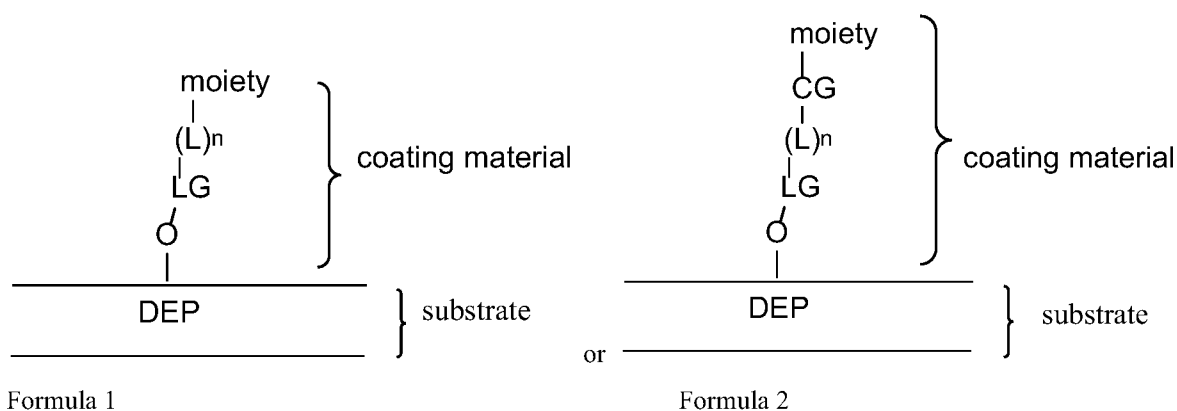 moiety
(L)n
LG
O
DEP
coating material
substrate
or
moiety
CG
(L)n
LG
O
DEP
coating material
substrate
Formula 1
Formula 2